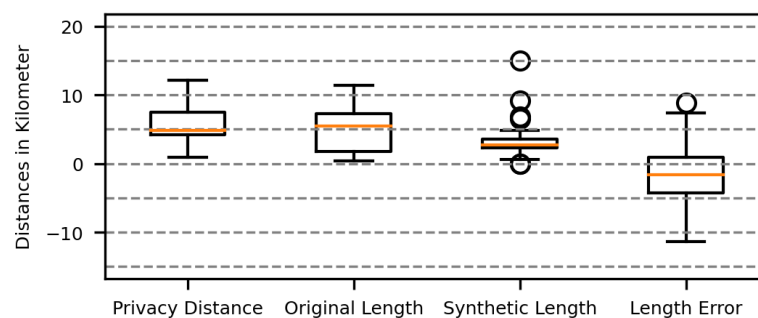 Distances in Kilometer
20
10
0
−10
Privacy Distance Original Length Synthetic Length Length Error